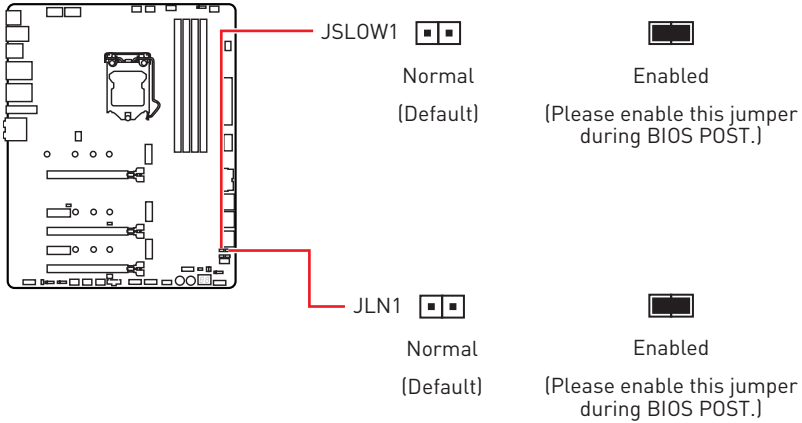 JSLOW1
Normal
(Default)
Enabled
(Please enable this jumper
during BIOS POST.)
JLN1
Normal
(Default)
Enabled
(Please enable this jumper
during BIOS POST.)